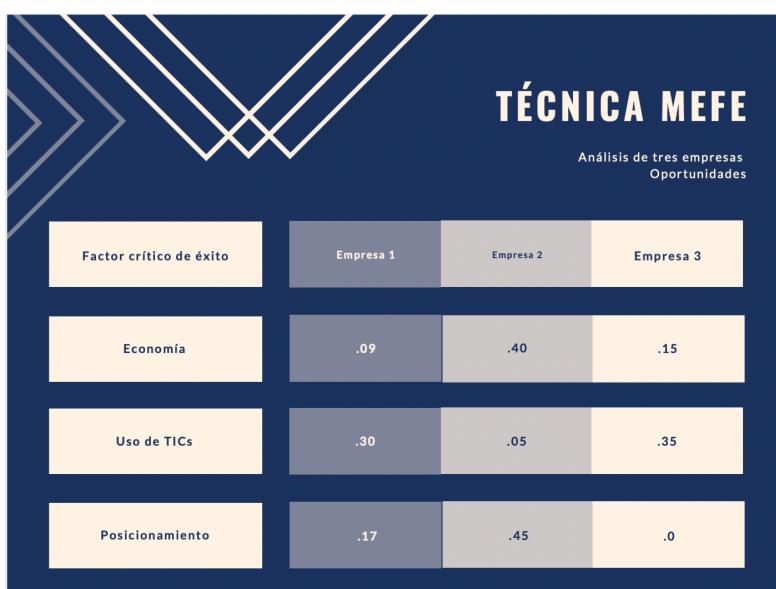 TÉCNICA MEFE
Análisis de tres empresas
Oportunidades
Factor crítico de éxito Empresa 1 Empresa 2 Empresa 3
Economía .09 .40 .15
Uso de TICs .30 .05 .35
Posicionamiento .17 .45 .0